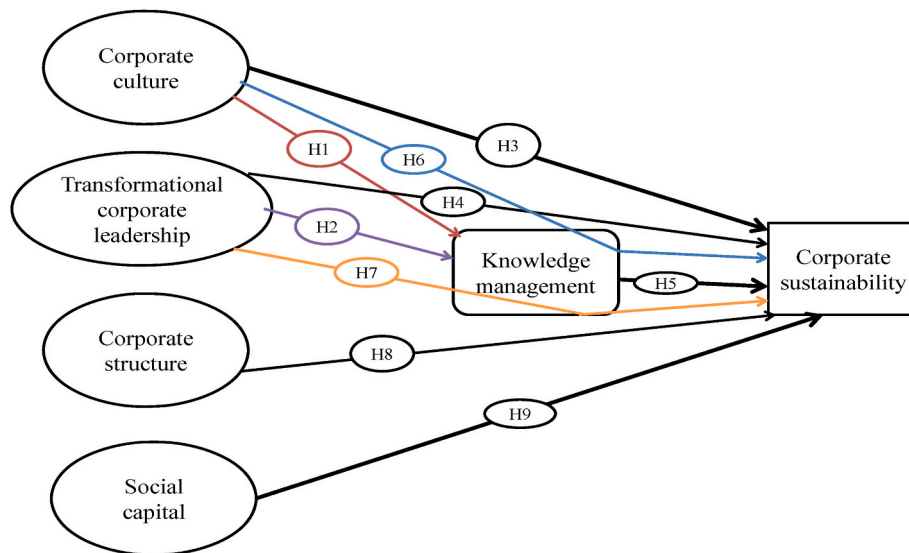 Corporate
culture
H1
H6
H3
Transformational
corporate
leadership
H4
H2
H7
Knowledge
management
H5
Corporate
sustainability
Corporate
structure
H8
H9
Social
capital